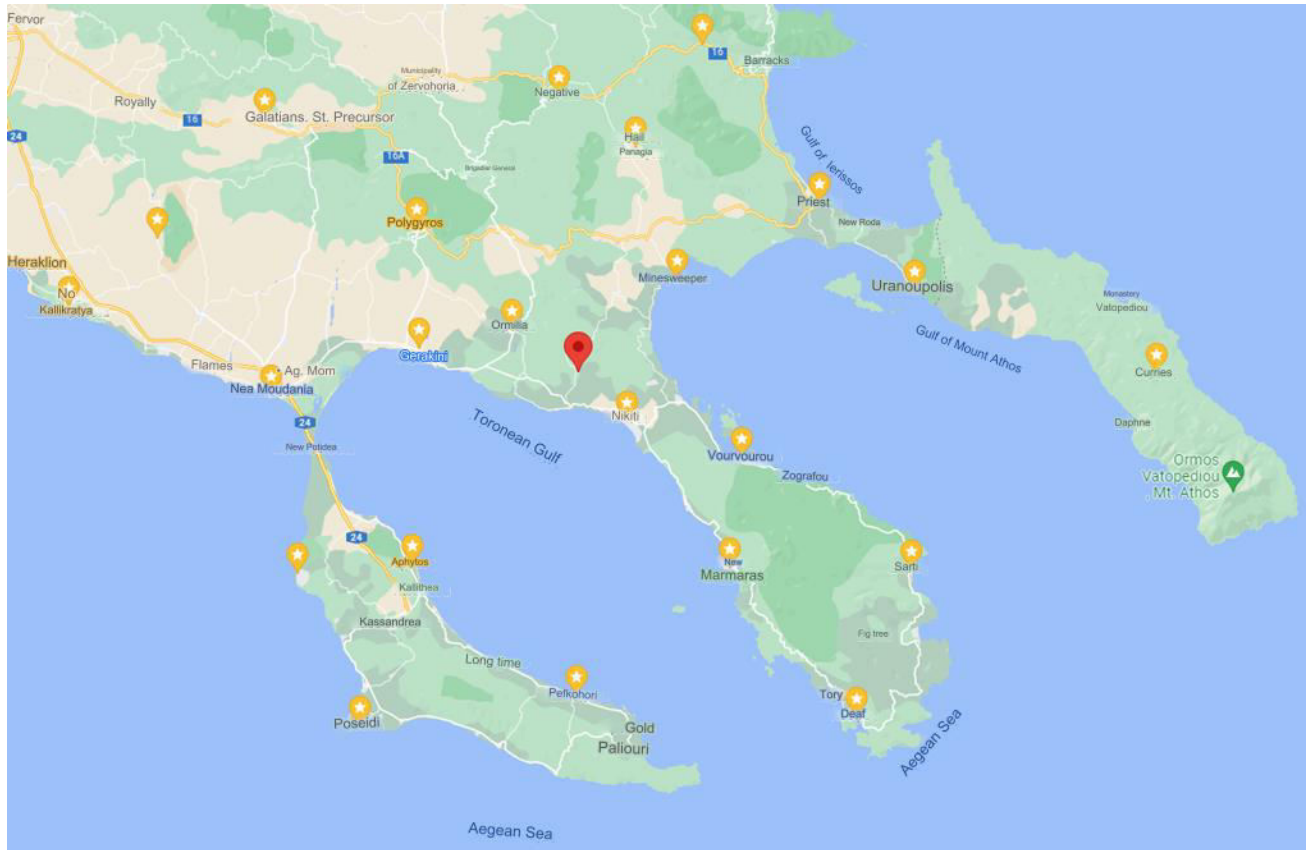 Fervor
16
Barracks
Municipality
of Zervohoria
Negative
Royally
16
Galatians. St. Precursor
24
Hail
Panagia
16A
Brigadier General
Gulf of Ierissos
Priest
New Roda
Polygyros
Heraklion
No
Kallikratya
Minesweeper
Uranoupolis
Monastery
Vatopediou
Ormilia
Gulf of Mount Athos
Gerakini
Flames
Ag. Mom
Nea Moudania
Curries
Nikiti
Toronean Gulf
24
New Potidea
Daphne
Vourvourou
Zografou
Ormos
Vatopediou
Mt. Athos
24
Aphytos
New
Marmaras
Sarti
Kallithea
Kassandrea
Fig tree
Long time
Pefkohori
Tory
Deaf
Poseidi
Gold
Paliouri
Aegean Sea
Aegean Sea